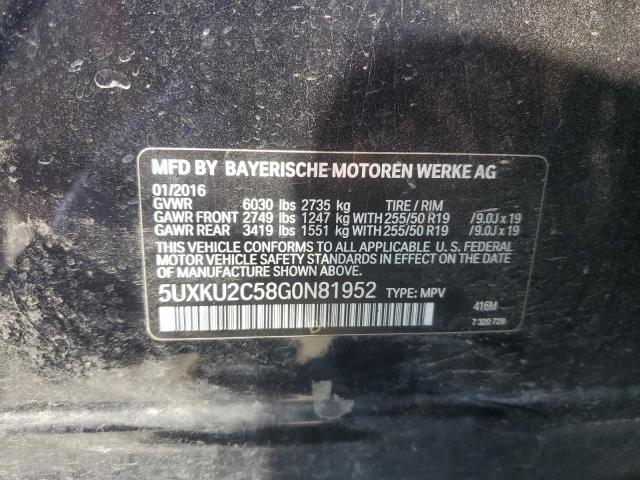 MFD BY BAYERISCHE MOTOREN WERKE AG
01/2016
GVWR 6030 lbs 2735 kg TIRE / RIM
GAWR FRONT 2749 lbs 1247 kg WITH 255/50 R19 /9.0J x 19
GAWR REAR 3419 lbs 1551 kg WITH 255/50 R19 /9.0J x 19
THIS VEHICLE CONFORMS TO ALL APPLICABLE U. S. FEDERAL
MOTOR VEHICLE SAFETY STANDARDS IN EFFECT ON THE DATE OF
MANUFACTURE SHOWN ABOVE.
5UXKU2C58G0N81952 TYPE: MPV
416M
7 320 729